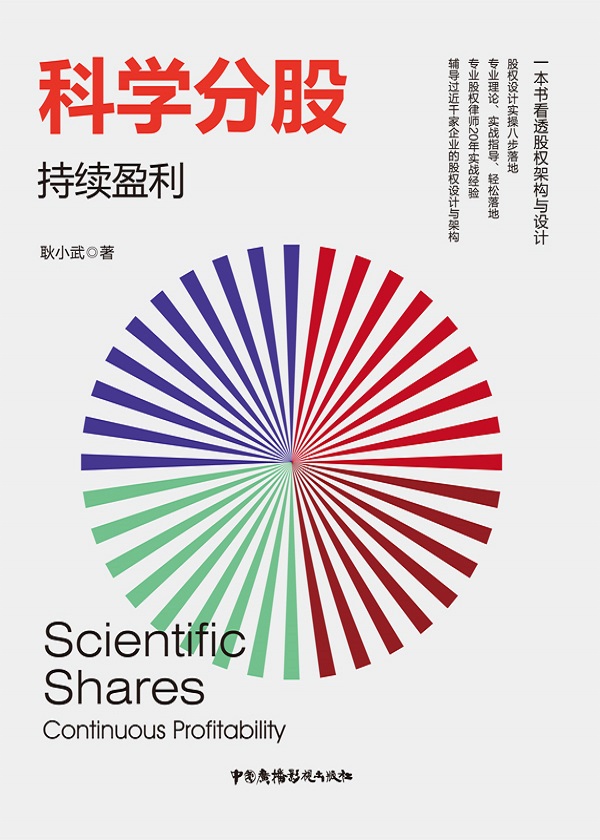 科学分股
持续盈利
耿小武◎著
一本书看透股权架构与设计
股权设计实操八步落地
专业理论、实战指导、轻松落地
专业股权律师20年实战经验
辅导过近千家企业的股权设计与架构
Scientific
Shares
Continuous Profitability
中国广播影视出版社